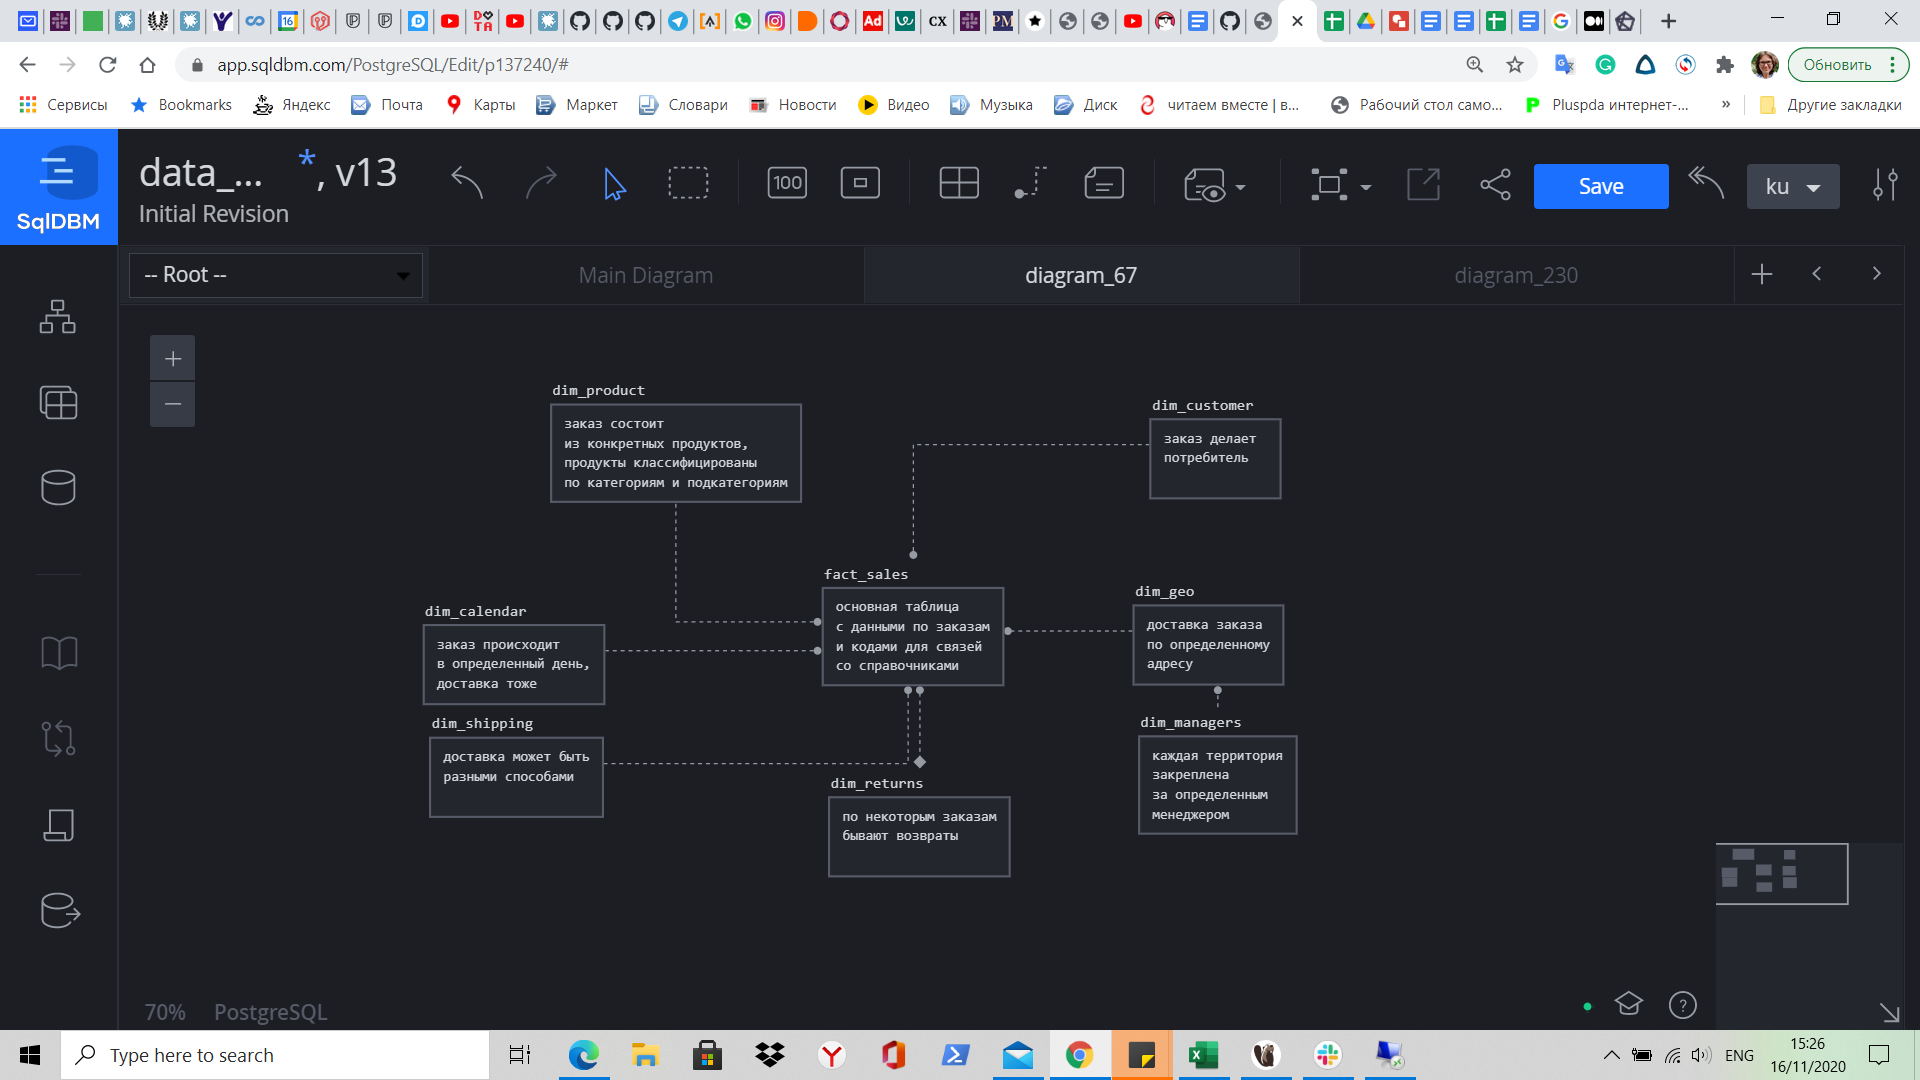 app.sqldbm.com/PostgreSQL/Edit/p137240/#
Обновить
Сервисы
Bookmarks
Яндекс
Почта
Карты
Маркет
Словари
Новости
Видео
Музыка
Диск
читаем вместе | в...
Рабочий стол само...
Pluspda интернет-...
»
Другие закладки
SqlDBM
data_... *, v13
Initial Revision
100
Save
ku
-- Root --
Main Diagram
diagram_67
diagram_230
dim_product
заказ состоит
из конкретных продуктов,
продукты классифицированы
по категориям и подкатегориям
dim_customer
заказ делает
потребитель
fact_sales
основная таблица
с данными по заказам
и кодами для связей
со справочниками
dim_geo
доставка заказа
по определенному
адресу
dim_calendar
заказ происходит
в определенный день,
доставка тоже
dim_shipping
доставка может быть
разными способами
dim_managers
каждая территория
закреплена
за определенным
менеджером
dim_returns
по некоторым заказам
бывают возвраты
70%
PostgreSQL
Type here to search
ENG
15:26
16/11/2020